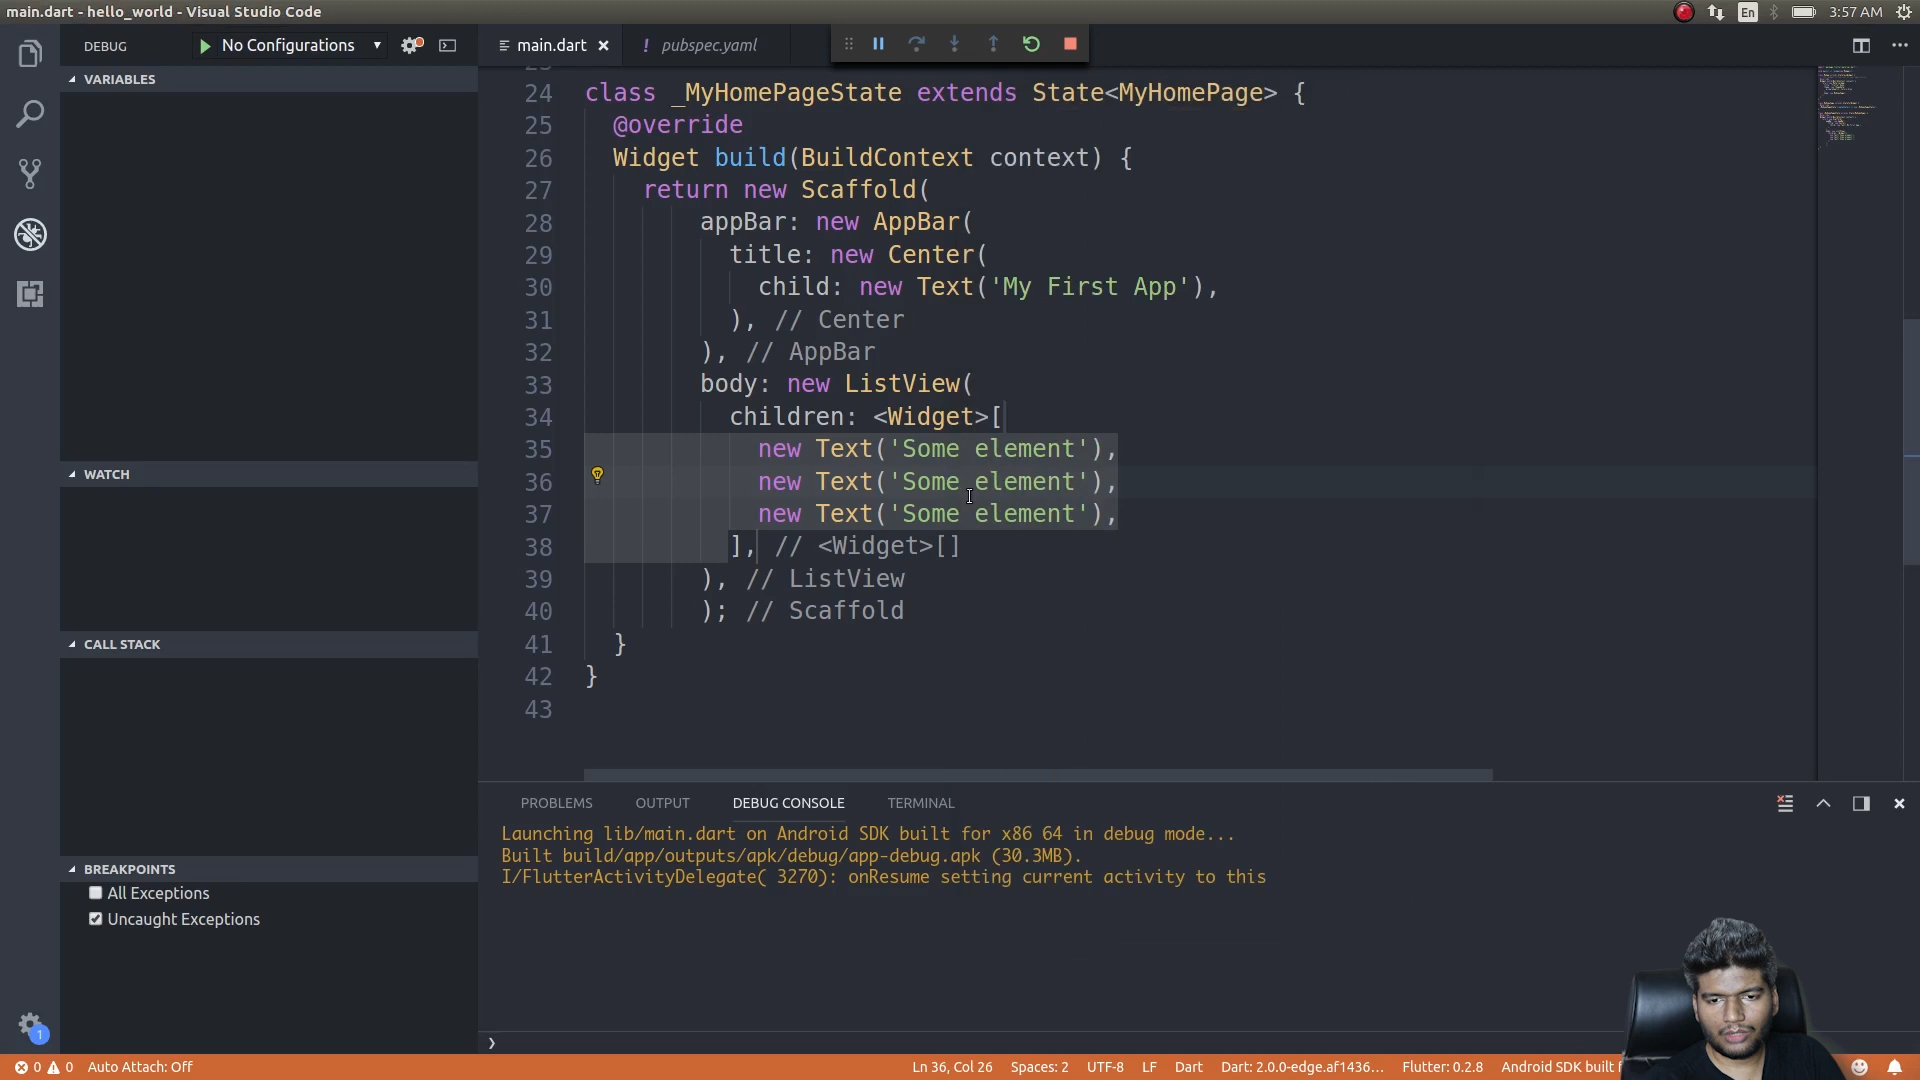 main.dart - hello_world - Visual Studio Code
En
3:57 AM
DEBUG
No Configurations
main.dart
pubspec.yaml
VARIABLES
WATCH
CALL STACK
BREAKPOINTS
All Exceptions
Uncaught Exceptions
24 class _MyHomePageState extends State<MyHomePage> {
25 @override
26 Widget build(BuildContext context) {
27 return new Scaffold(
28 appBar: new AppBar(
29 title: new Center(
30 child: new Text('My First App'),
31 ), // Center
32 ), // AppBar
33 body: new ListView(
34 children: <Widget>[
35 new Text('Some element'),
36 new Text('Some element'),
37 new Text('Some element'),
38 ], // <Widget>[]
39 ), // ListView
40 ); // Scaffold
41 }
42 }
43
PROBLEMS
OUTPUT
DEBUG CONSOLE
TERMINAL
Launching lib/main.dart on Android SDK built for x86 64 in debug mode...
Built build/app/outputs/apk/debug/app-debug.apk (30.3MB).
I/FlutterActivityDelegate( 3270): onResume setting current activity to this
1
0 0 Auto Attach: Off
Ln 36, Col 26
Spaces: 2
UTF-8
LF
Dart
Dart: 2.0.0-edge.af1436...
Flutter: 0.2.8
Android SDK built